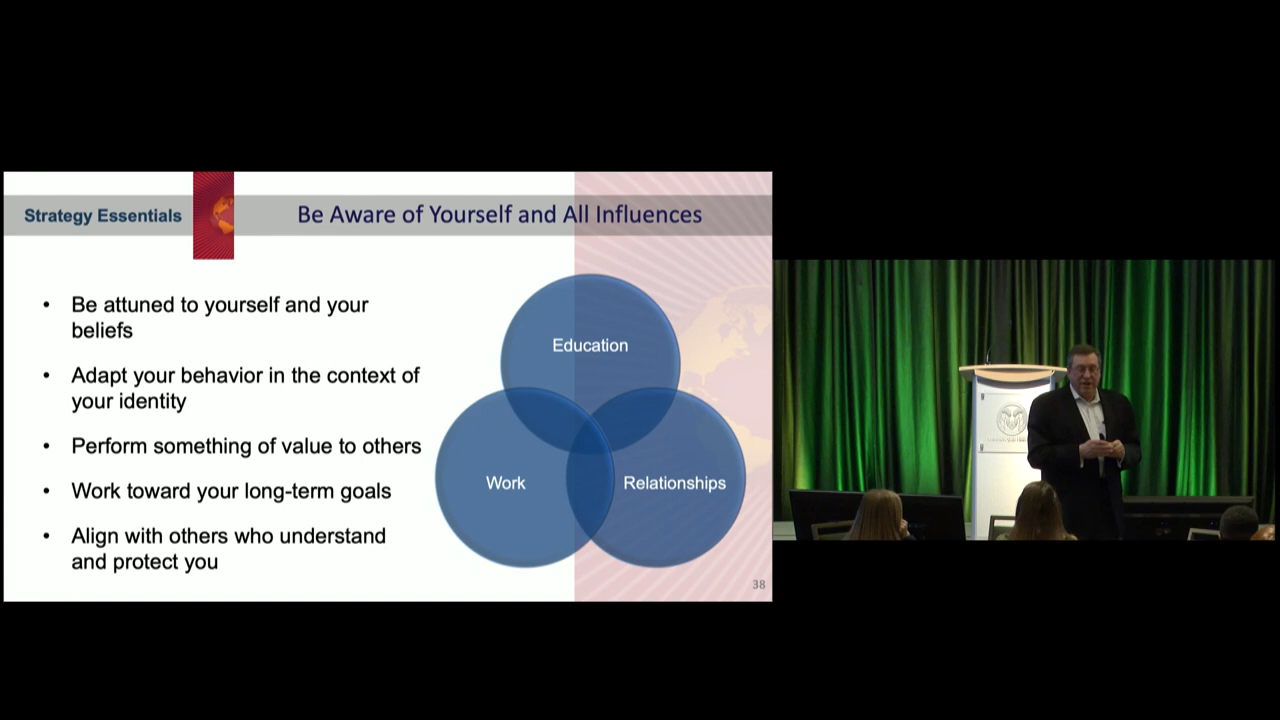 Strategy Essentials
Be Aware of Yourself and All Influences
• Be attuned to yourself and your
beliefs
• Adapt your behavior in the context of
your identity
• Perform something of value to others
• Work toward your long-term goals
• Align with others who understand
and protect you
Education
Work
Relationships
38